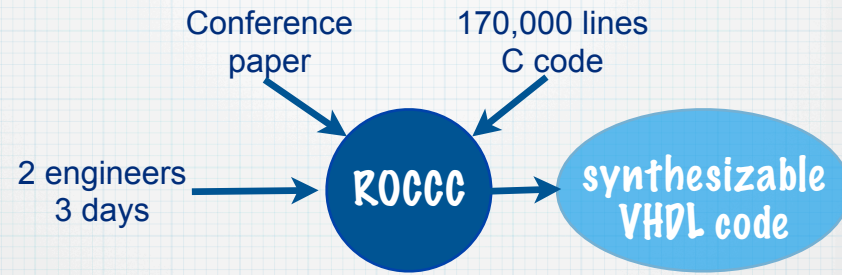 Conference
paper
170,000 lines
C code
2 engineers
3 days
ROCCC
synthesizable
VHDL code